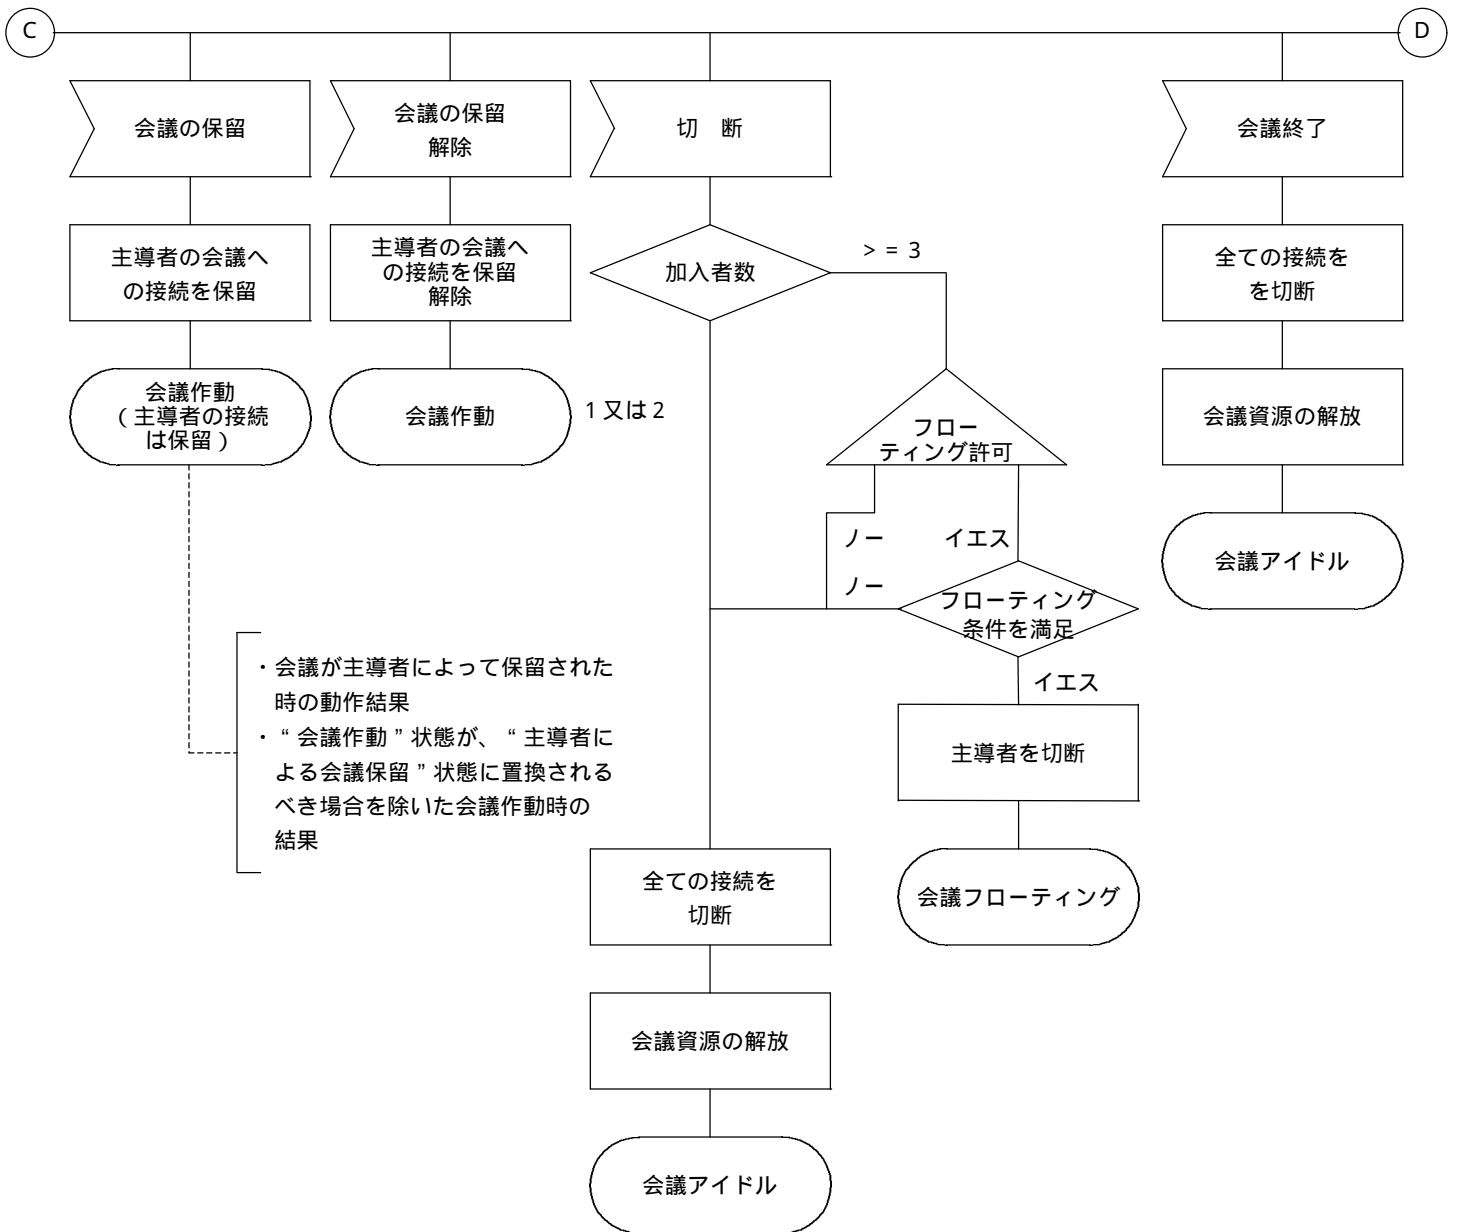 C
D
会議の保留
会議の保留
解除
切　断
会議終了
主導者の会議へ
の接続を保留
主導者の会議へ
の接続を保留
解除
加入者数
> = 3
全ての接続を
を切断
会議作動
（主導者の接続
は保留）
会議作動
1 又は 2
フロー
ティング許可
会議資源の解放
ノー
イエス
会議アイドル
ノー
フローティング
条件を満足
イエス
・会議が主導者によって保留された
時の動作結果
・“会議作動”状態が、“主導者に
よる会議保留”状態に置換される
べき場合を除いた会議作動時の
結果
主導者を切断
全ての接続を
切断
会議フローティング
会議資源の解放
会議アイドル